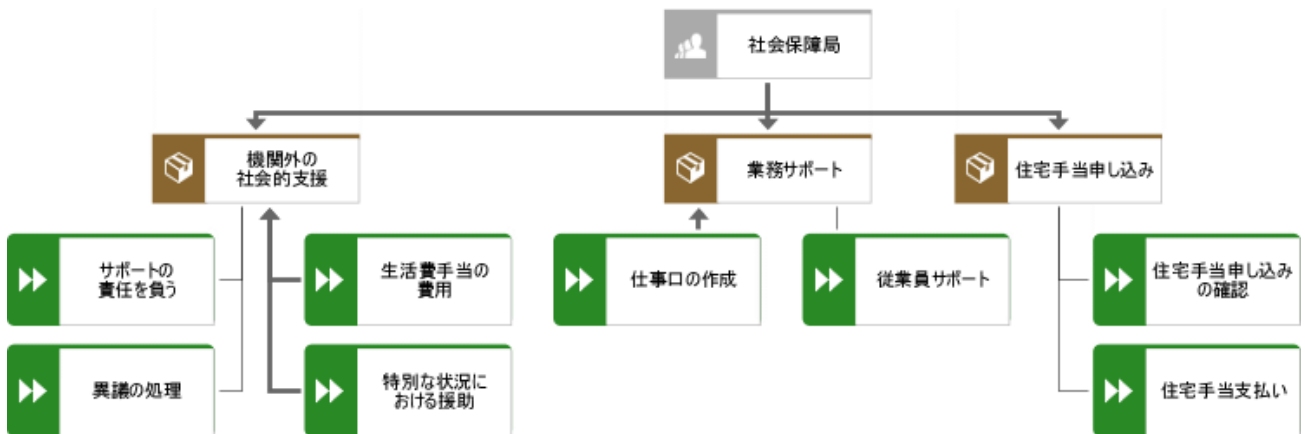 社会保障局
機関外の
社会的支援
業務サポート
住宅手当申し込み
サポートの
責任を負う
生活費手当の
費用
仕事口の作成
従業員サポート
住宅手当申し込み
の確認
異議の処理
特別な状況に
おける援助
住宅手当支払い